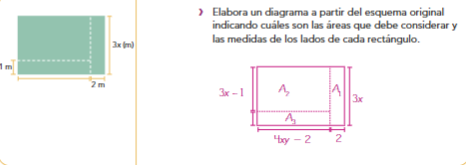 3x (m)
1 m
2 m
Elabora un diagrama a partir del esquema original
indicando cuáles son las áreas que debe considerar y
las medidas de los lados de cada rectángulo.
3x – 1
A₂
A₁
3x
A₃
4xy – 2
2